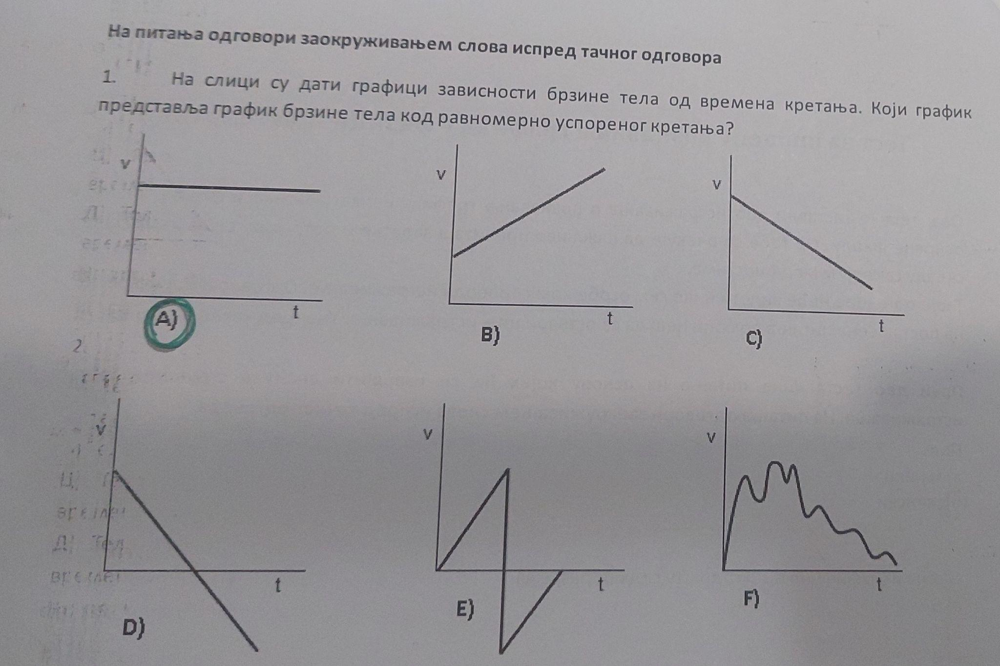 На питања одговори заокруживањем слова испред тачног одговора
1. На слици су дати графици зависности брзине тела од времена кретања. Који график
представља график брзине тела код равномерно успореног кретања?
v
v
v
t
t
t
A)
B)
C)
2.
v
v
v
t
t
t
D)
E)
F)